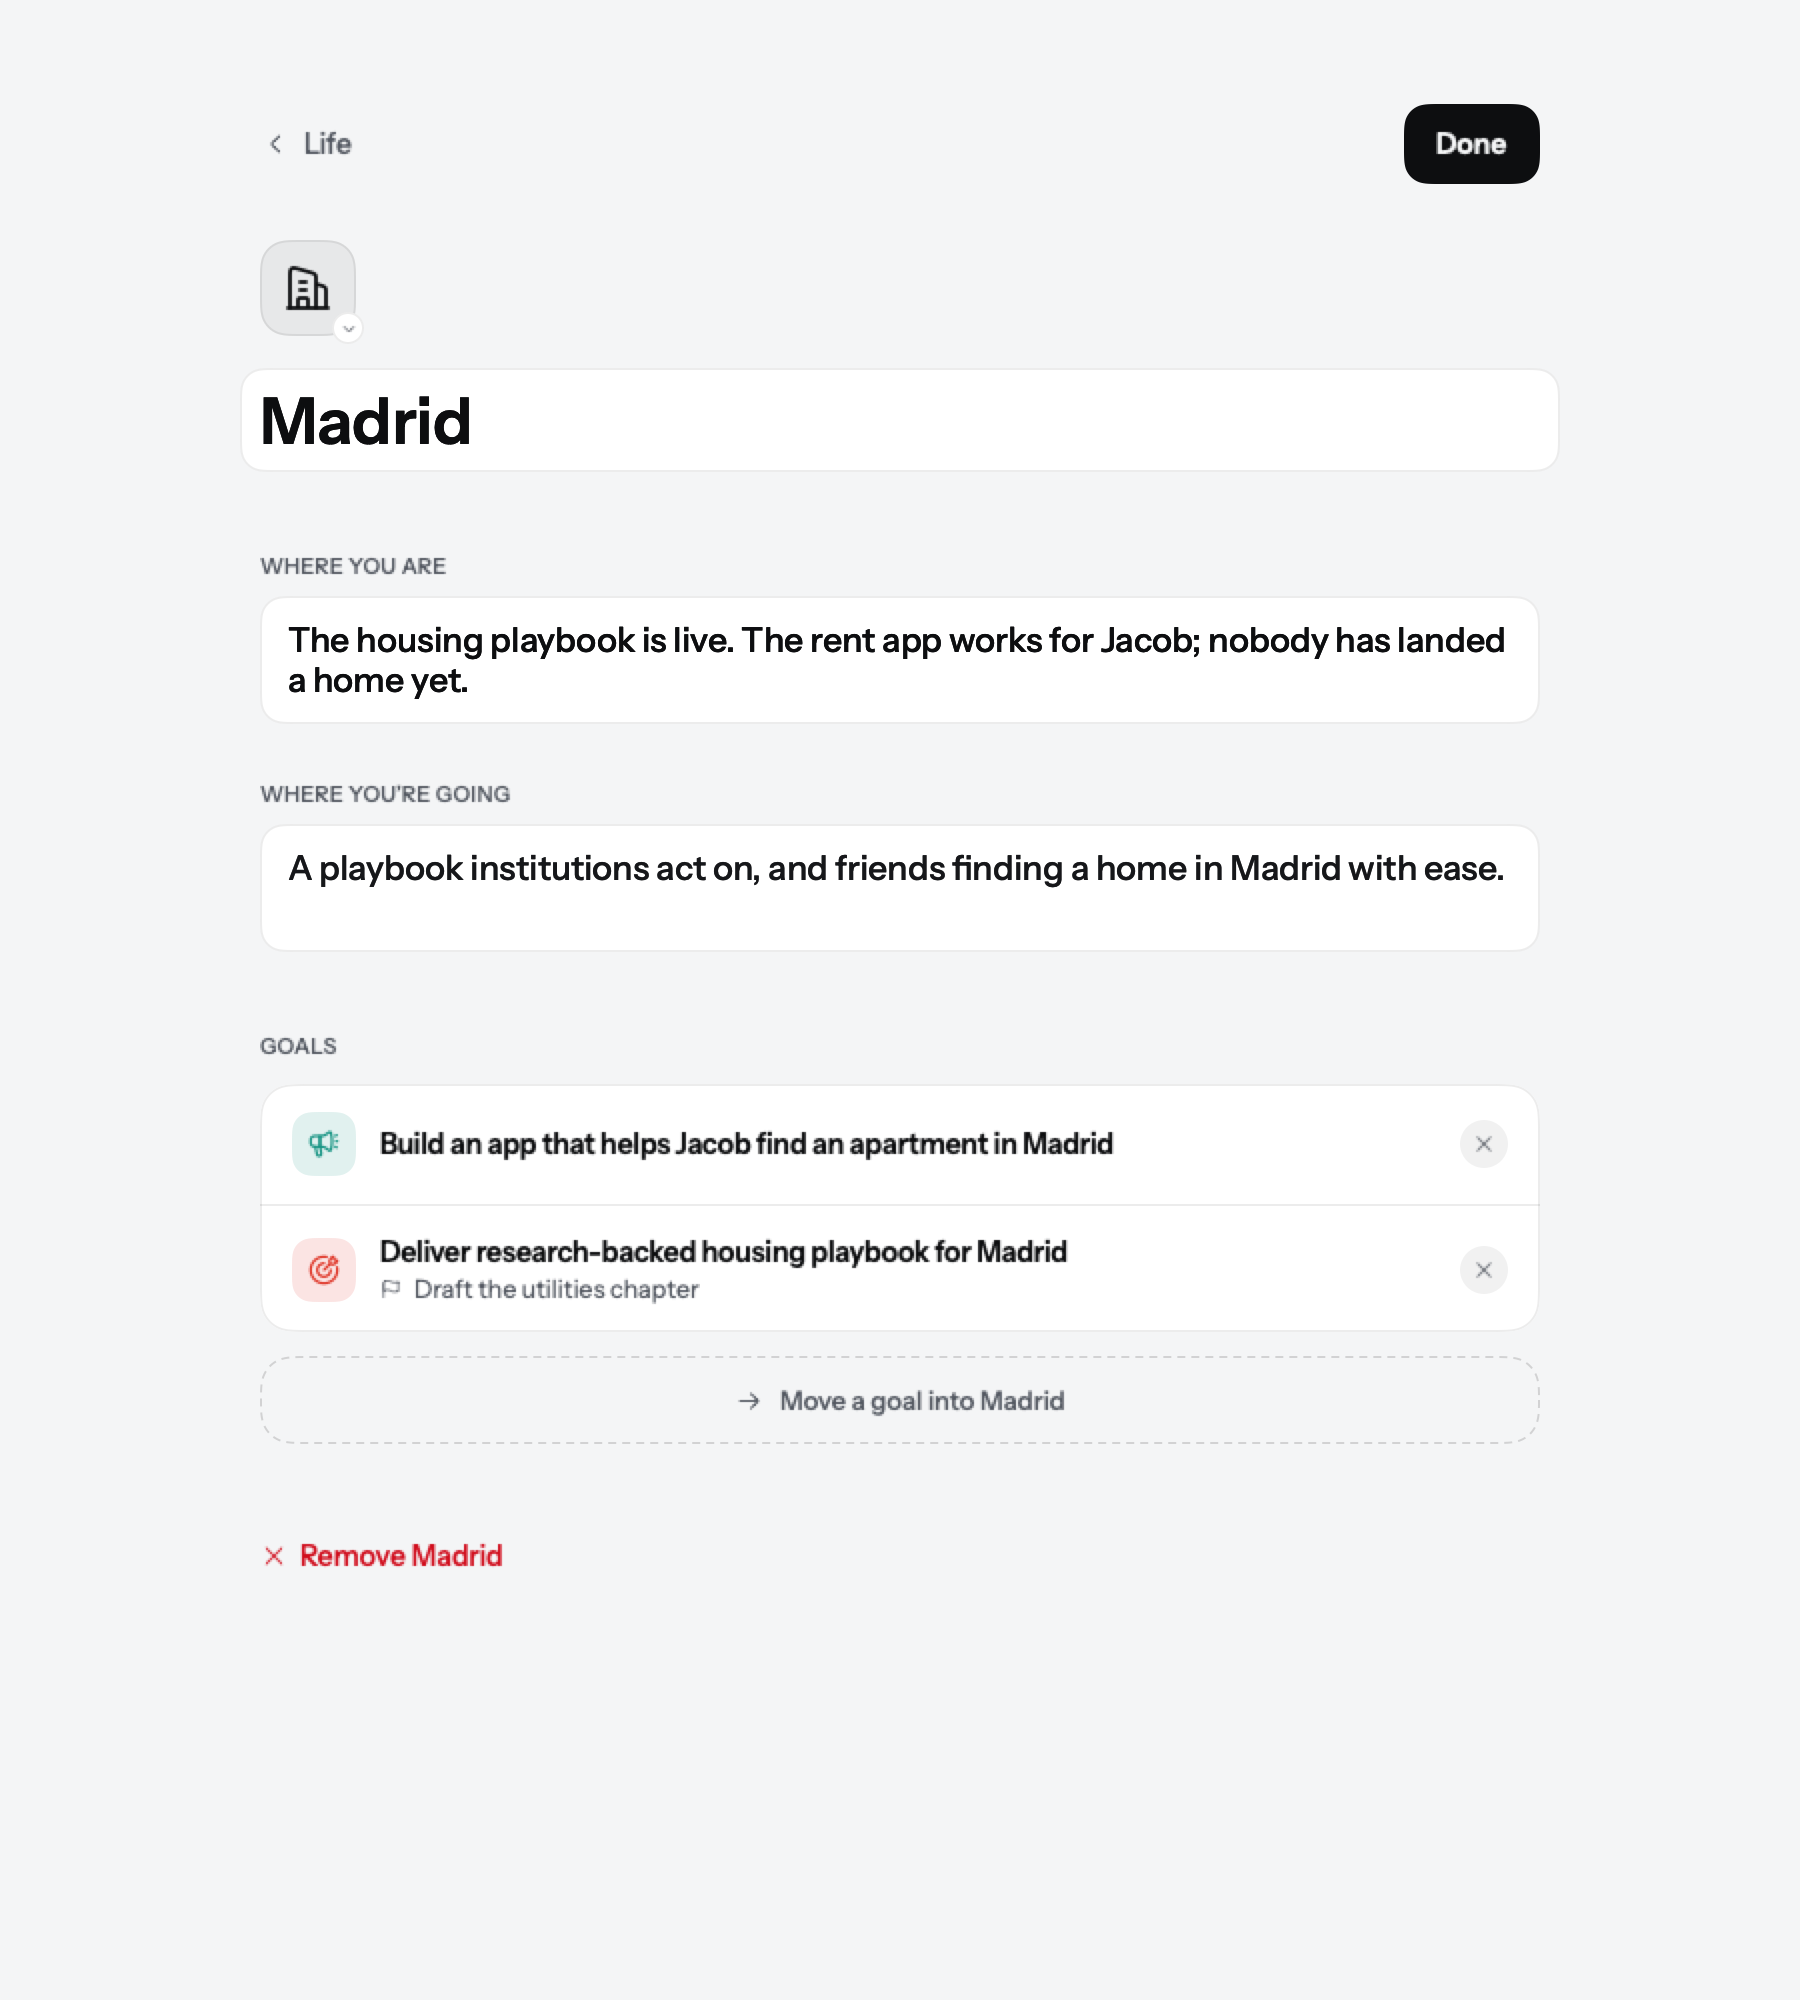 Life
Done
Madrid
WHERE YOU ARE
The housing playbook is live. The rent app works for Jacob; nobody has landed
a home yet.
WHERE YOU'RE GOING
A playbook institutions act on, and friends finding a home in Madrid with ease.
GOALS
Build an app that helps Jacob find an apartment in Madrid
Deliver research-backed housing playbook for Madrid
Draft the utilities chapter
Move a goal into Madrid
Remove Madrid